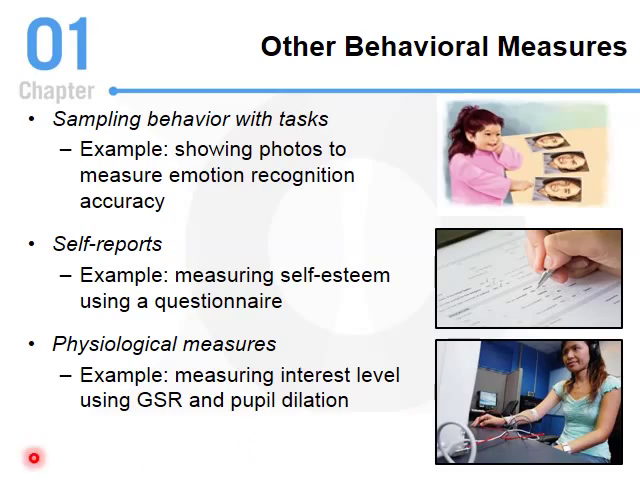 01
Chapter
Other Behavioral Measures
• Sampling behavior with tasks
– Example: showing photos to
measure emotion recognition
accuracy
• Self-reports
– Example: measuring self-esteem
using a questionnaire
• Physiological measures
– Example: measuring interest level
using GSR and pupil dilation